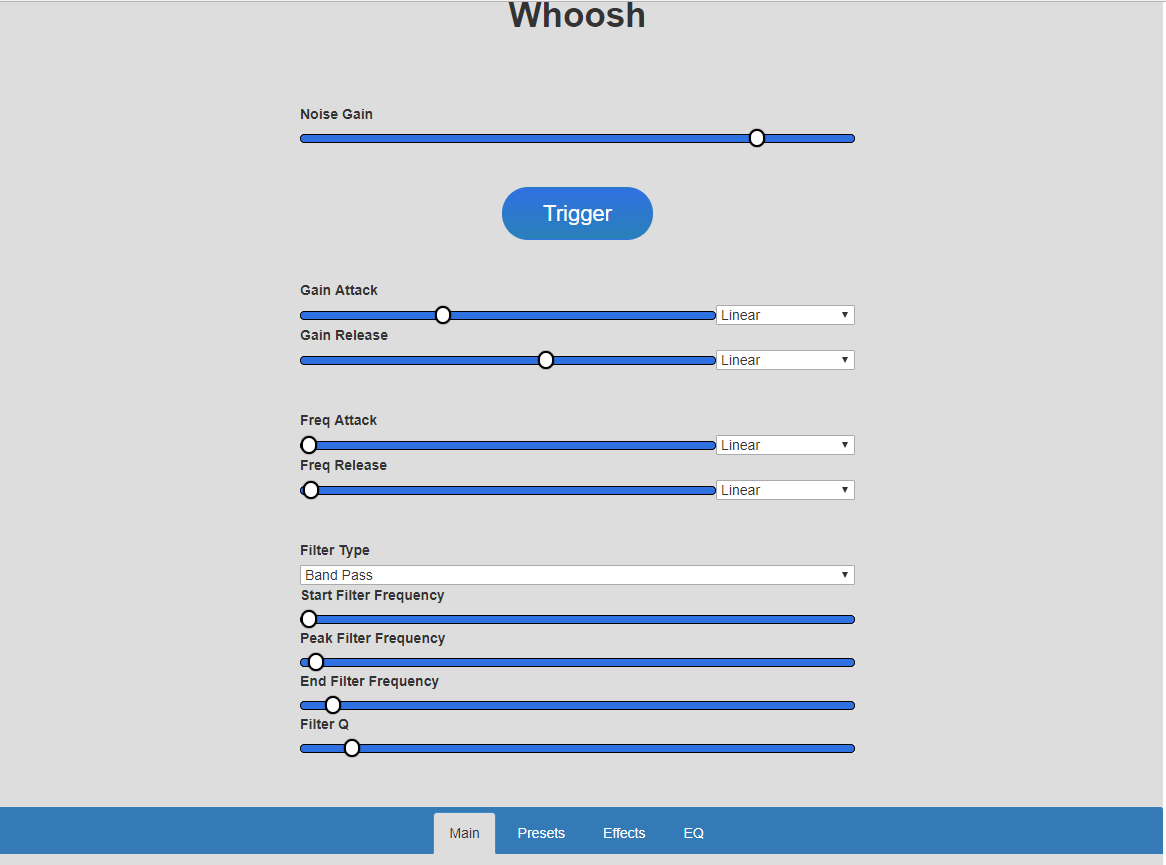 Whoosh
Noise Gain
Trigger
Gain Attack
Linear
Gain Release
Linear
Freq Attack
Linear
Freq Release
Linear
Filter Type
Band Pass
Start Filter Frequency
Peak Filter Frequency
End Filter Frequency
Filter Q
Main Presets Effects EQ